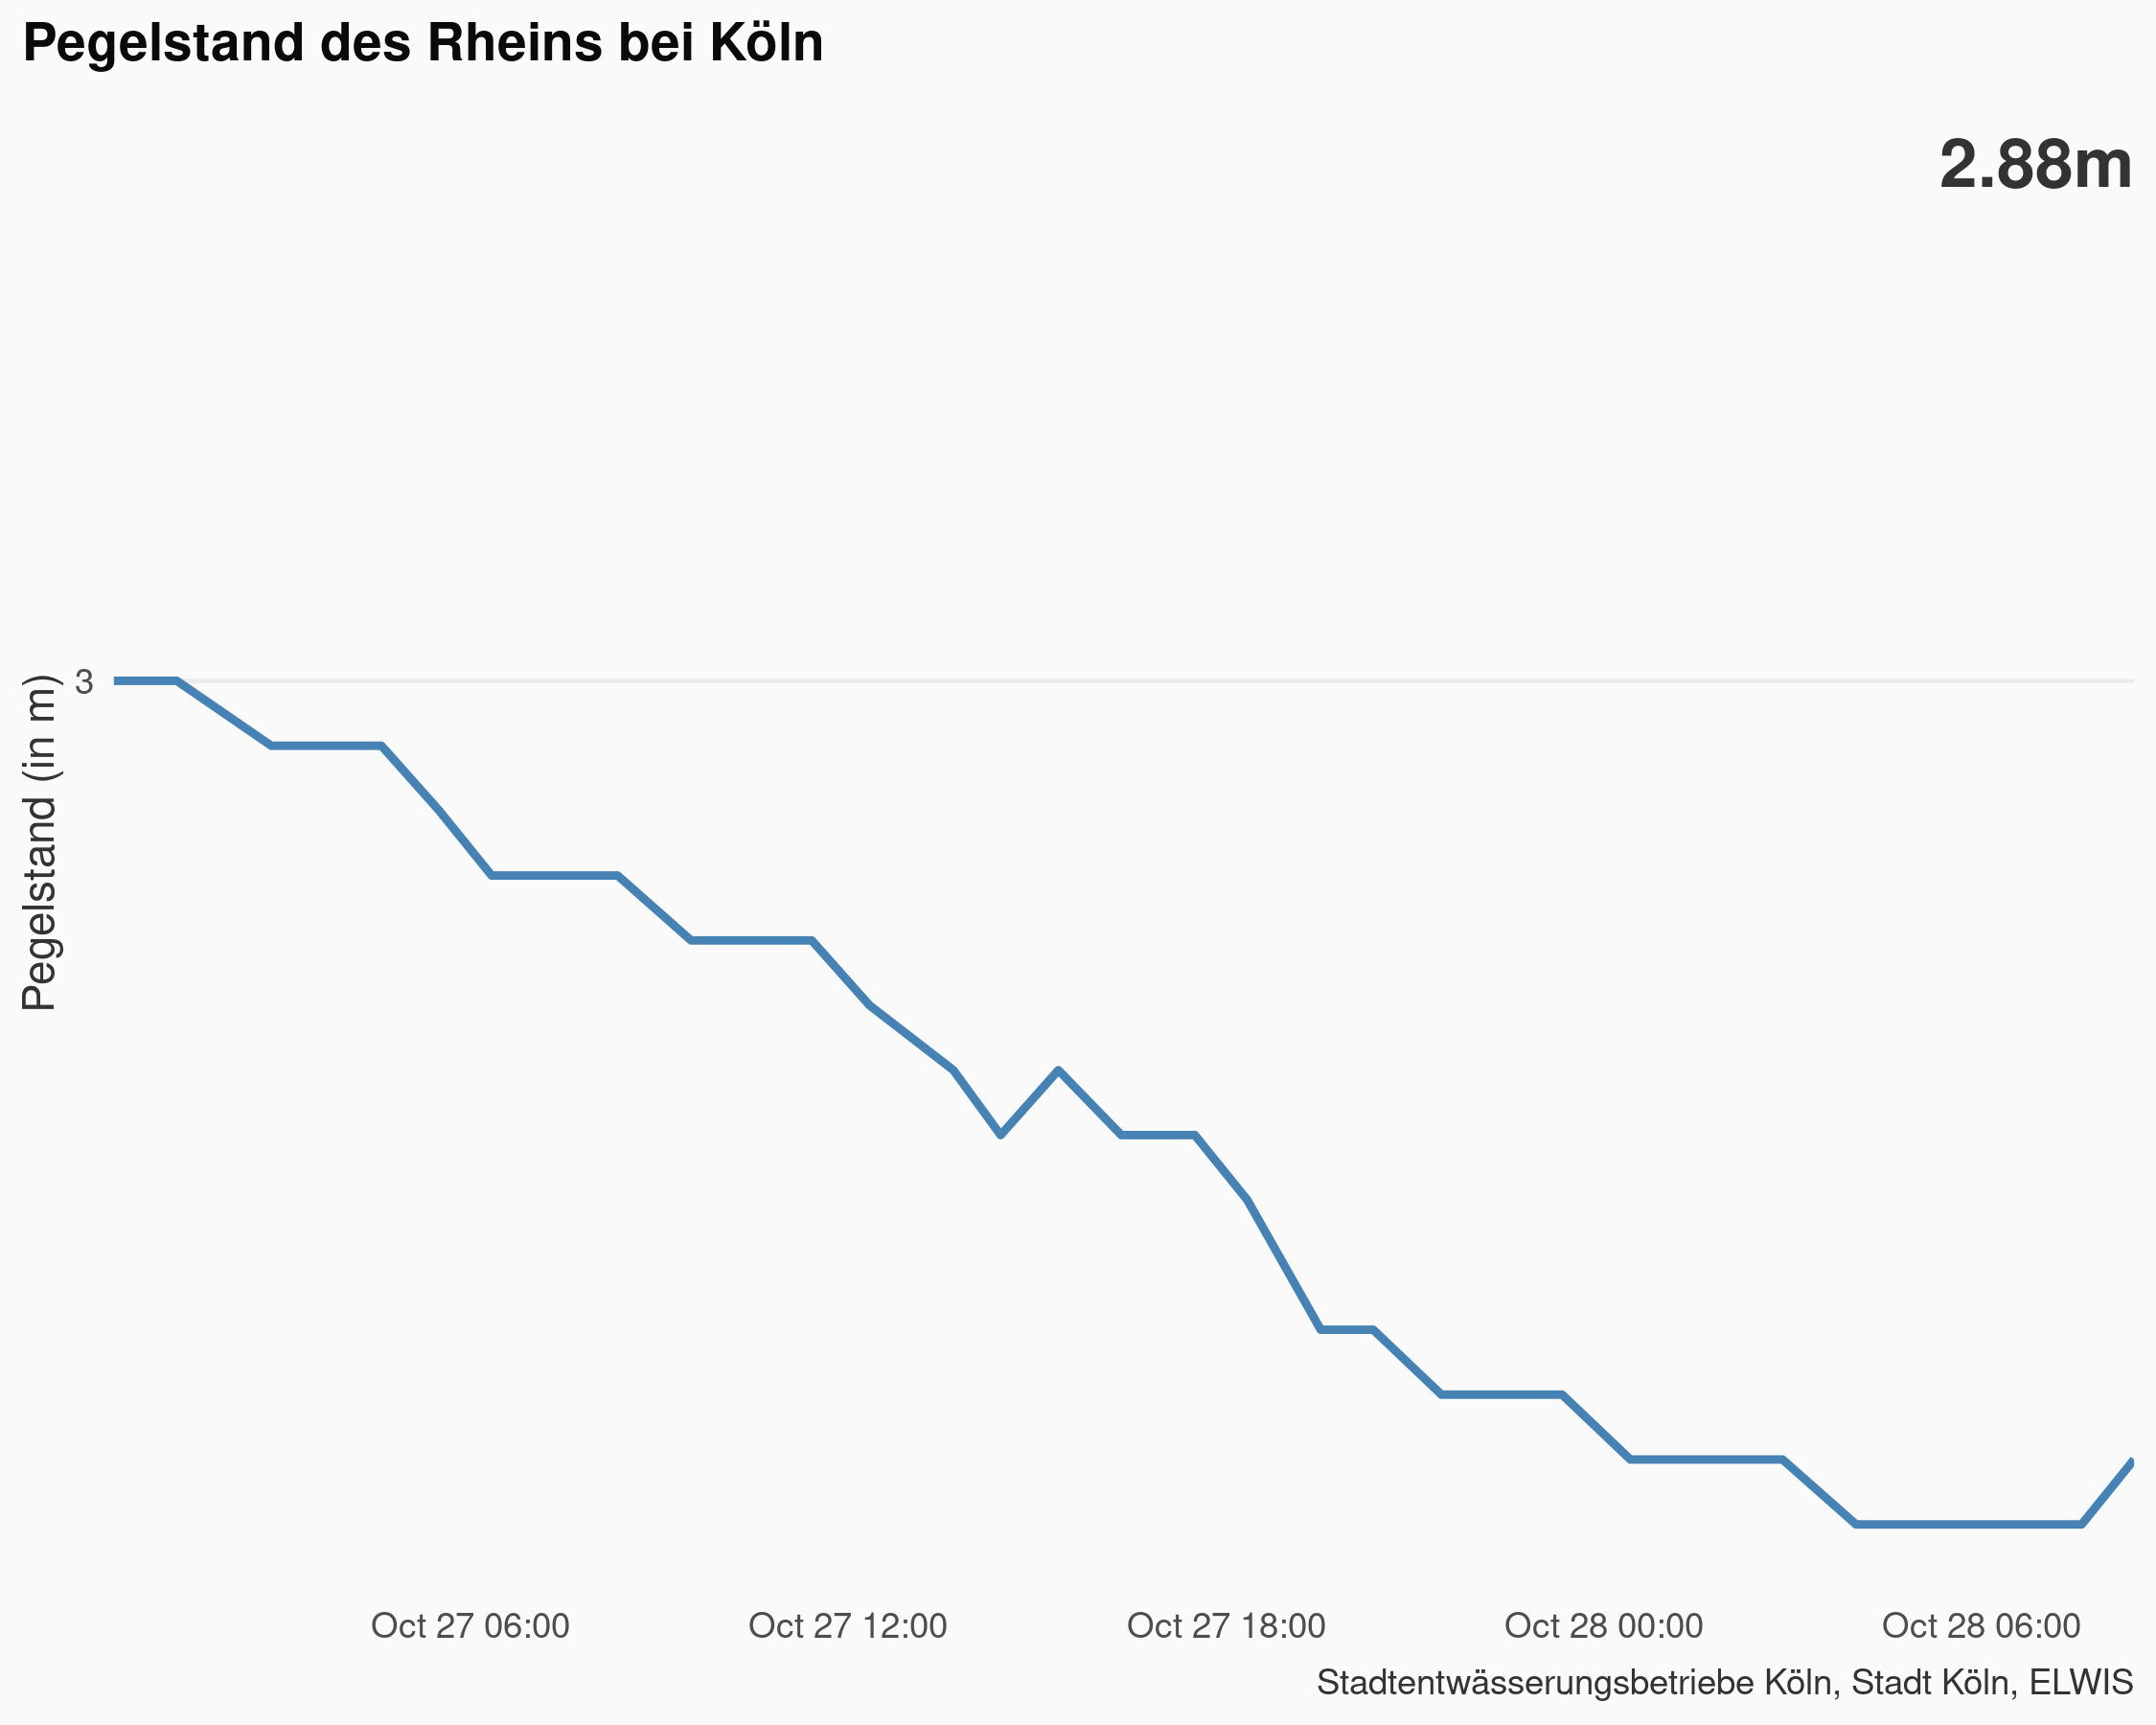 Pegelstand des Rheins bei Köln
2.88m
Pegelstand (in m)
3
Oct 27 06:00
Oct 27 12:00
Oct 27 18:00
Oct 28 00:00
Oct 28 06:00
Stadtentwässerungsbetriebe Köln, Stadt Köln, ELWIS